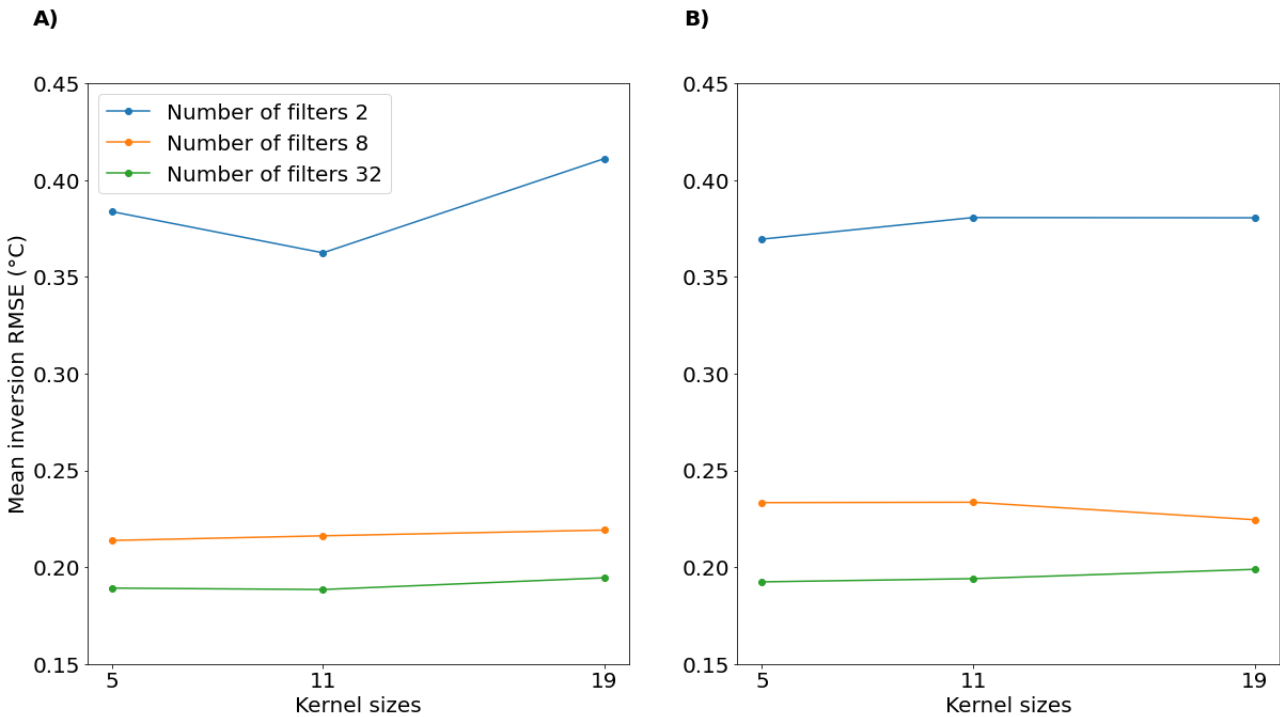 A)
B)
Mean inversion RMSE (°C)
0.45
0.40
0.35
0.30
0.25
0.20
0.15
Number of filters 2
Number of filters 8
Number of filters 32
5
11
19
Kernel sizes
0.45
0.40
0.35
0.30
0.25
0.20
0.15
5
11
19
Kernel sizes